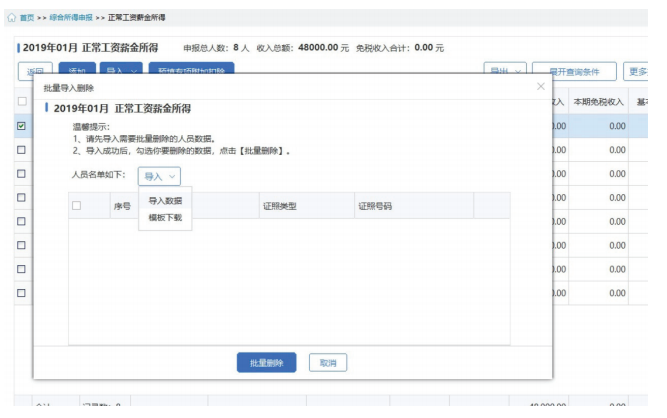 首页 >> 综合所得申报 >> 正常工资薪金所得
2019年01月 正常工资薪金所得 申报总人数: 8 人 收入总额: 48000.00 元 免税收入合计: 0.00 元
返回 添加 导入 预填专项附加扣除 导出 展开查询条件 更多
批量导入删除
2019年01月 正常工资薪金所得
温馨提示:
1、请先导入需要批量删除的人员数据。
2、导入成功后,勾选你要删除的数据,点击【批量删除】。
人员名单如下: 导入
导入数据
模板下载
序号 证照类型 证照号码
批量删除 取消
入 本期免税收入 基本
0.00 0.00
0.00 0.00
0.00 0.00
0.00 0.00
0.00 0.00
0.00 0.00
0.00 0.00
0.00 0.00